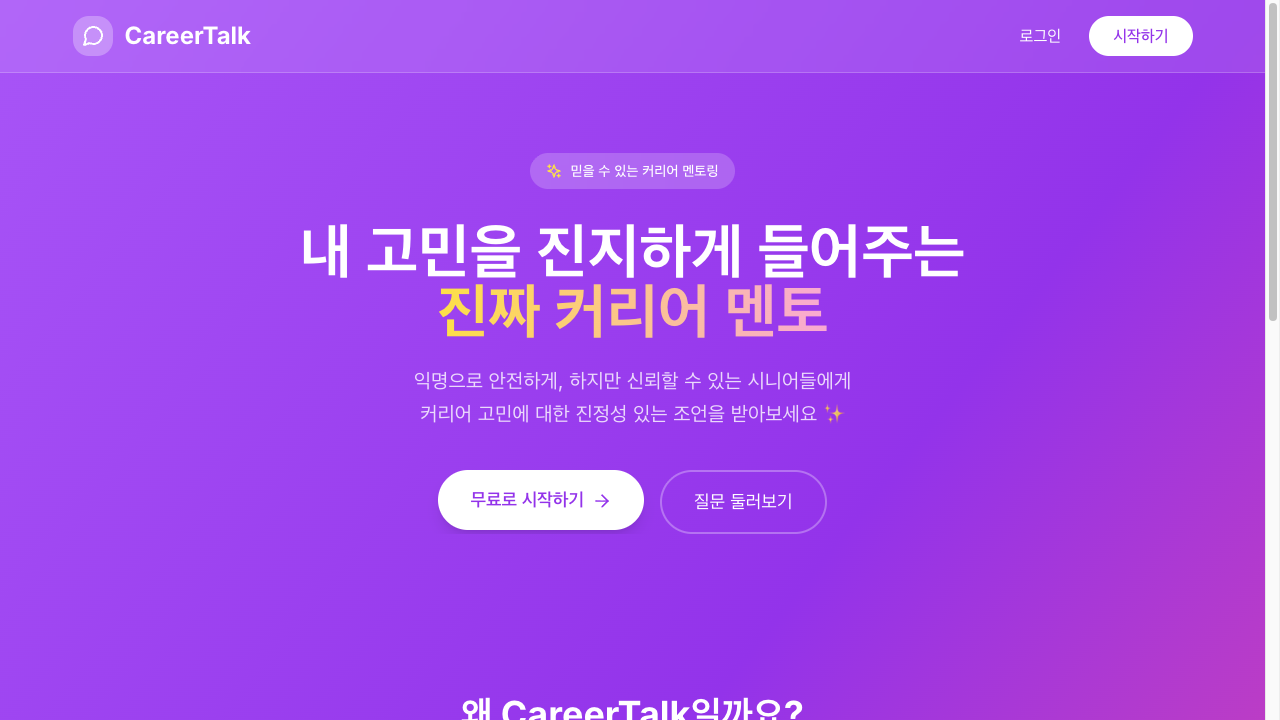 CareerTalk
로그인
시작하기
믿을 수 있는 커리어 멘토링
내 고민을 진지하게 들어주는
진짜 커리어 멘토
익명으로 안전하게, 하지만 신뢰할 수 있는 시니어들에게
커리어 고민에 대한 진정성 있는 조언을 받아보세요 ✨
무료로 시작하기 →
질문 둘러보기
왜 CareerTalk일까요?